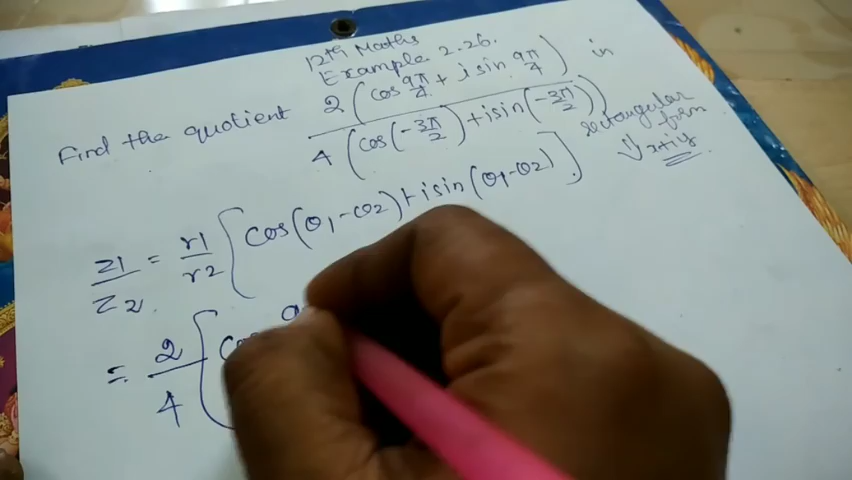 12th Maths
Example 2.26.
Find the quotient 2 (cos 9π/4 + i sin 9π/4) / 4 (cos(-3π/2) + i sin(-3π/2)) in
rectangular
form
x+iy
z1/z2 = r1/r2 [cos(θ1-θ2) + i sin(θ1-θ2)].
= 2/4 [